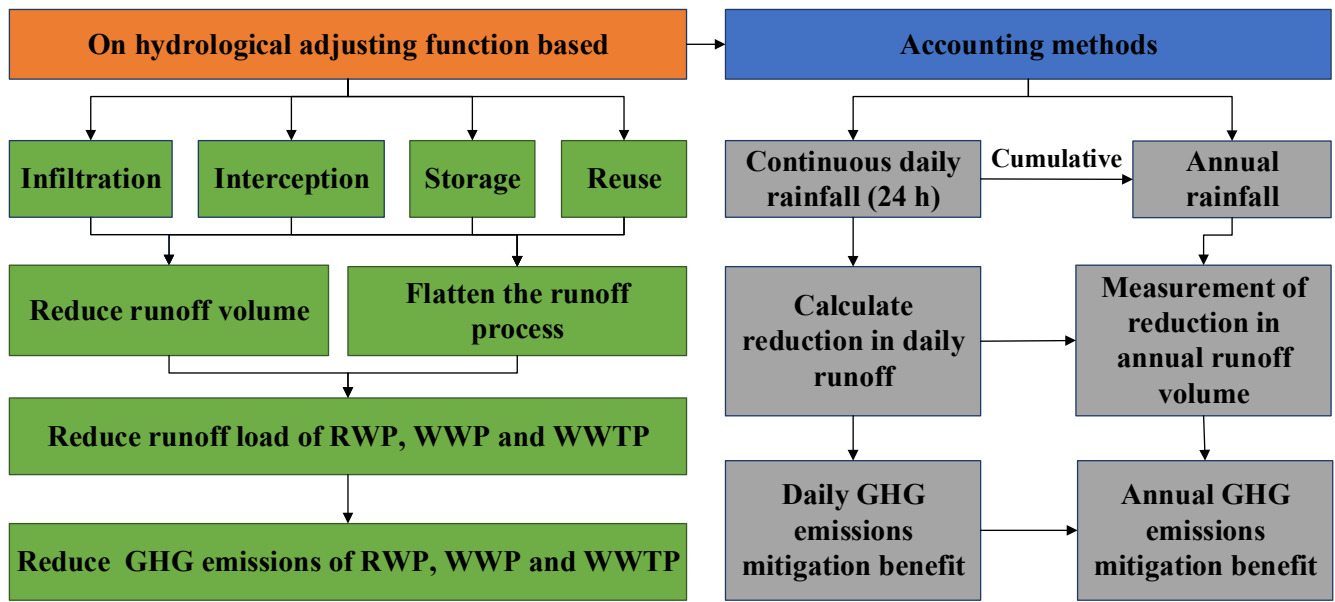 On hydrological adjusting function based
Accounting methods
Infiltration
Interception
Storage
Reuse
Continuous daily
rainfall (24 h)
Cumulative
Annual
rainfall
Reduce runoff volume
Flatten the runoff
process
Calculate
reduction in daily
runoff
Measurement of
reduction in
annual runoff
volume
Reduce runoff load of RWP, WWP and WWTP
Reduce GHG emissions of RWP, WWP and WWTP
Daily GHG
emissions
mitigation benefit
Annual GHG
emissions
mitigation benefit